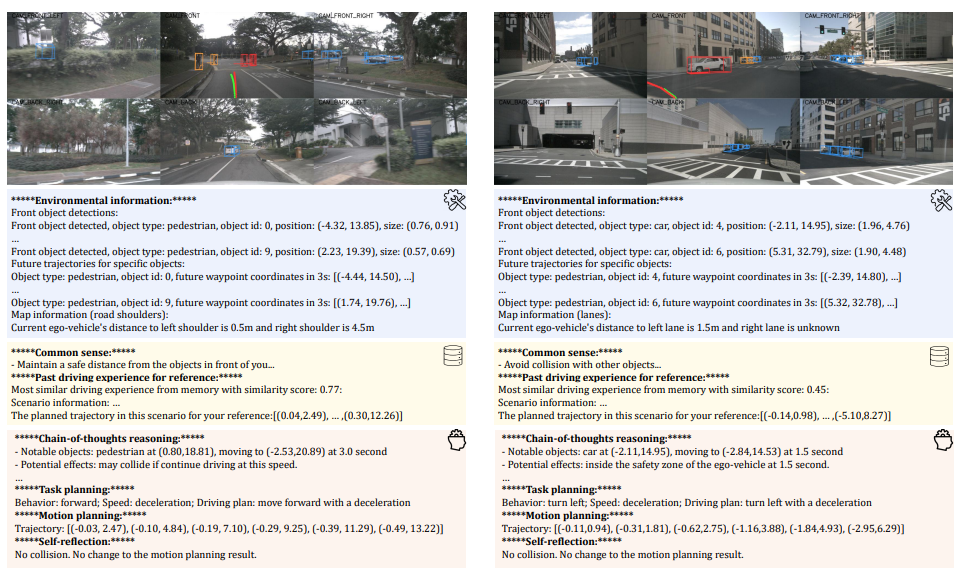 CAM_FRONT_LEFT
CAM_FRONT
CAM_FRONT_RIGHT
CAM_BACK_RIGHT
CAM_BACK
CAM_BACK_LEFT
*****Environmental information:*****
Front object detections:
Front object detected, object type: pedestrian, object id: 0, position: (-4.32, 13.85), size: (0.76, 0.91)
...
Front object detected, object type: pedestrian, object id: 9, position: (2.23, 19.39), size: (0.57, 0.69)
Future trajectories for specific objects:
Object type: pedestrian, object id: 0, future waypoint coordinates in 3s: [(-4.44, 14.50), ...]
...
Object type: pedestrian, object id: 9, future waypoint coordinates in 3s: [(1.74, 19.76), ...]
Map information (road shoulders):
Current ego-vehicle's distance to left shoulder is 0.5m and right shoulder is 4.5m
*****Common sense:*****
- Maintain a safe distance from the objects in front of you...
*****Past driving experience for reference:*****
Most similar driving experience from memory with similarity score: 0.77:
Scenario information: ...
The planned trajectory in this scenario for your reference:[(0.04,2.49), ... ,(0.30,12.26)]
*****Chain-of-thoughts reasoning:*****
- Notable objects: pedestrian at (0.80,18.81), moving to (-2.53,20.89) at 3.0 second
- Potential effects: may collide if continue driving at this speed.
...
*****Task planning:*****
Behavior: forward; Speed: deceleration; Driving plan: move forward with a deceleration
*****Motion planning:*****
Trajectory: [(-0.03, 2.47), (-0.10, 4.84), (-0.19, 7.10), (-0.29, 9.25), (-0.39, 11.29), (-0.49, 13.22)]
*****Self-reflection:*****
No collision. No change to the motion planning result.
CAM_FRONT_LEFT
CAM_FRONT
CAM_FRONT_RIGHT
CAM_BACK_RIGHT
CAM_BACK
CAM_BACK_LEFT
*****Environmental information:*****
Front object detections:
Front object detected, object type: car, object id: 4, position: (-2.11, 14.95), size: (1.96, 4.76)
...
Front object detected, object type: car, object id: 6, position: (5.31, 32.79), size: (1.90, 4.48)
Future trajectories for specific objects:
Object type: pedestrian, object id: 4, future waypoint coordinates in 3s: [(-2.39, 14.80), ...]
...
Object type: pedestrian, object id: 6, future waypoint coordinates in 3s: [(5.32, 32.78), ...]
Map information (lanes):
Current ego-vehicle's distance to left lane is 1.5m and right lane is unknown
*****Common sense:*****
- Avoid collision with other objects...
*****Past driving experience for reference:*****
Most similar driving experience from memory with similarity score: 0.45:
Scenario information: ...
The planned trajectory in this scenario for your reference:[(-0.14,0.98), ... ,(-5.10,8.27)]
*****Chain-of-thoughts reasoning:*****
- Notable objects: car at (-2.11,14.95), moving to (-2.84,14.53) at 1.5 second
- Potential effects: inside the safety zone of the ego-vehicle at 1.5 second.
...
*****Task planning:*****
Behavior: turn left; Speed: deceleration; Driving plan: turn left with a deceleration
*****Motion planning:*****
Trajectory: [(-0.11,0.94), (-0.31,1.81), (-0.62,2.75), (-1.16,3.88), (-1.84,4.93), (-2.95,6.29)]
*****Self-reflection:*****
No collision. No change to the motion planning result.